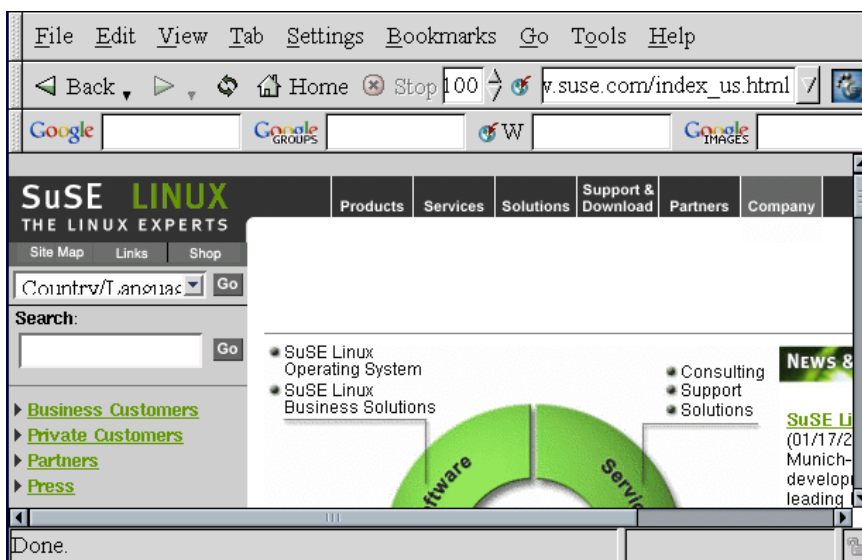 File Edit View Tab Settings Bookmarks Go Tools Help
Back Home Stop 100 .suse.com/index_us.html
Google Google GROUPS W Google IMAGES
SuSE LINUX
THE LINUX EXPERTS
Products Services Solutions Support & Download Partners Company
Site Map Links Shop
Country/Languag Go
Search:
Go
SuSE Linux
Operating System
SuSE Linux
Business Solutions
Consulting
Support
Solutions
NEWS &
Business Customers
Private Customers
Partners
Press
ftware
Servic
SuSE Li
(01/17/2
Munich-
develop
leading
Done.